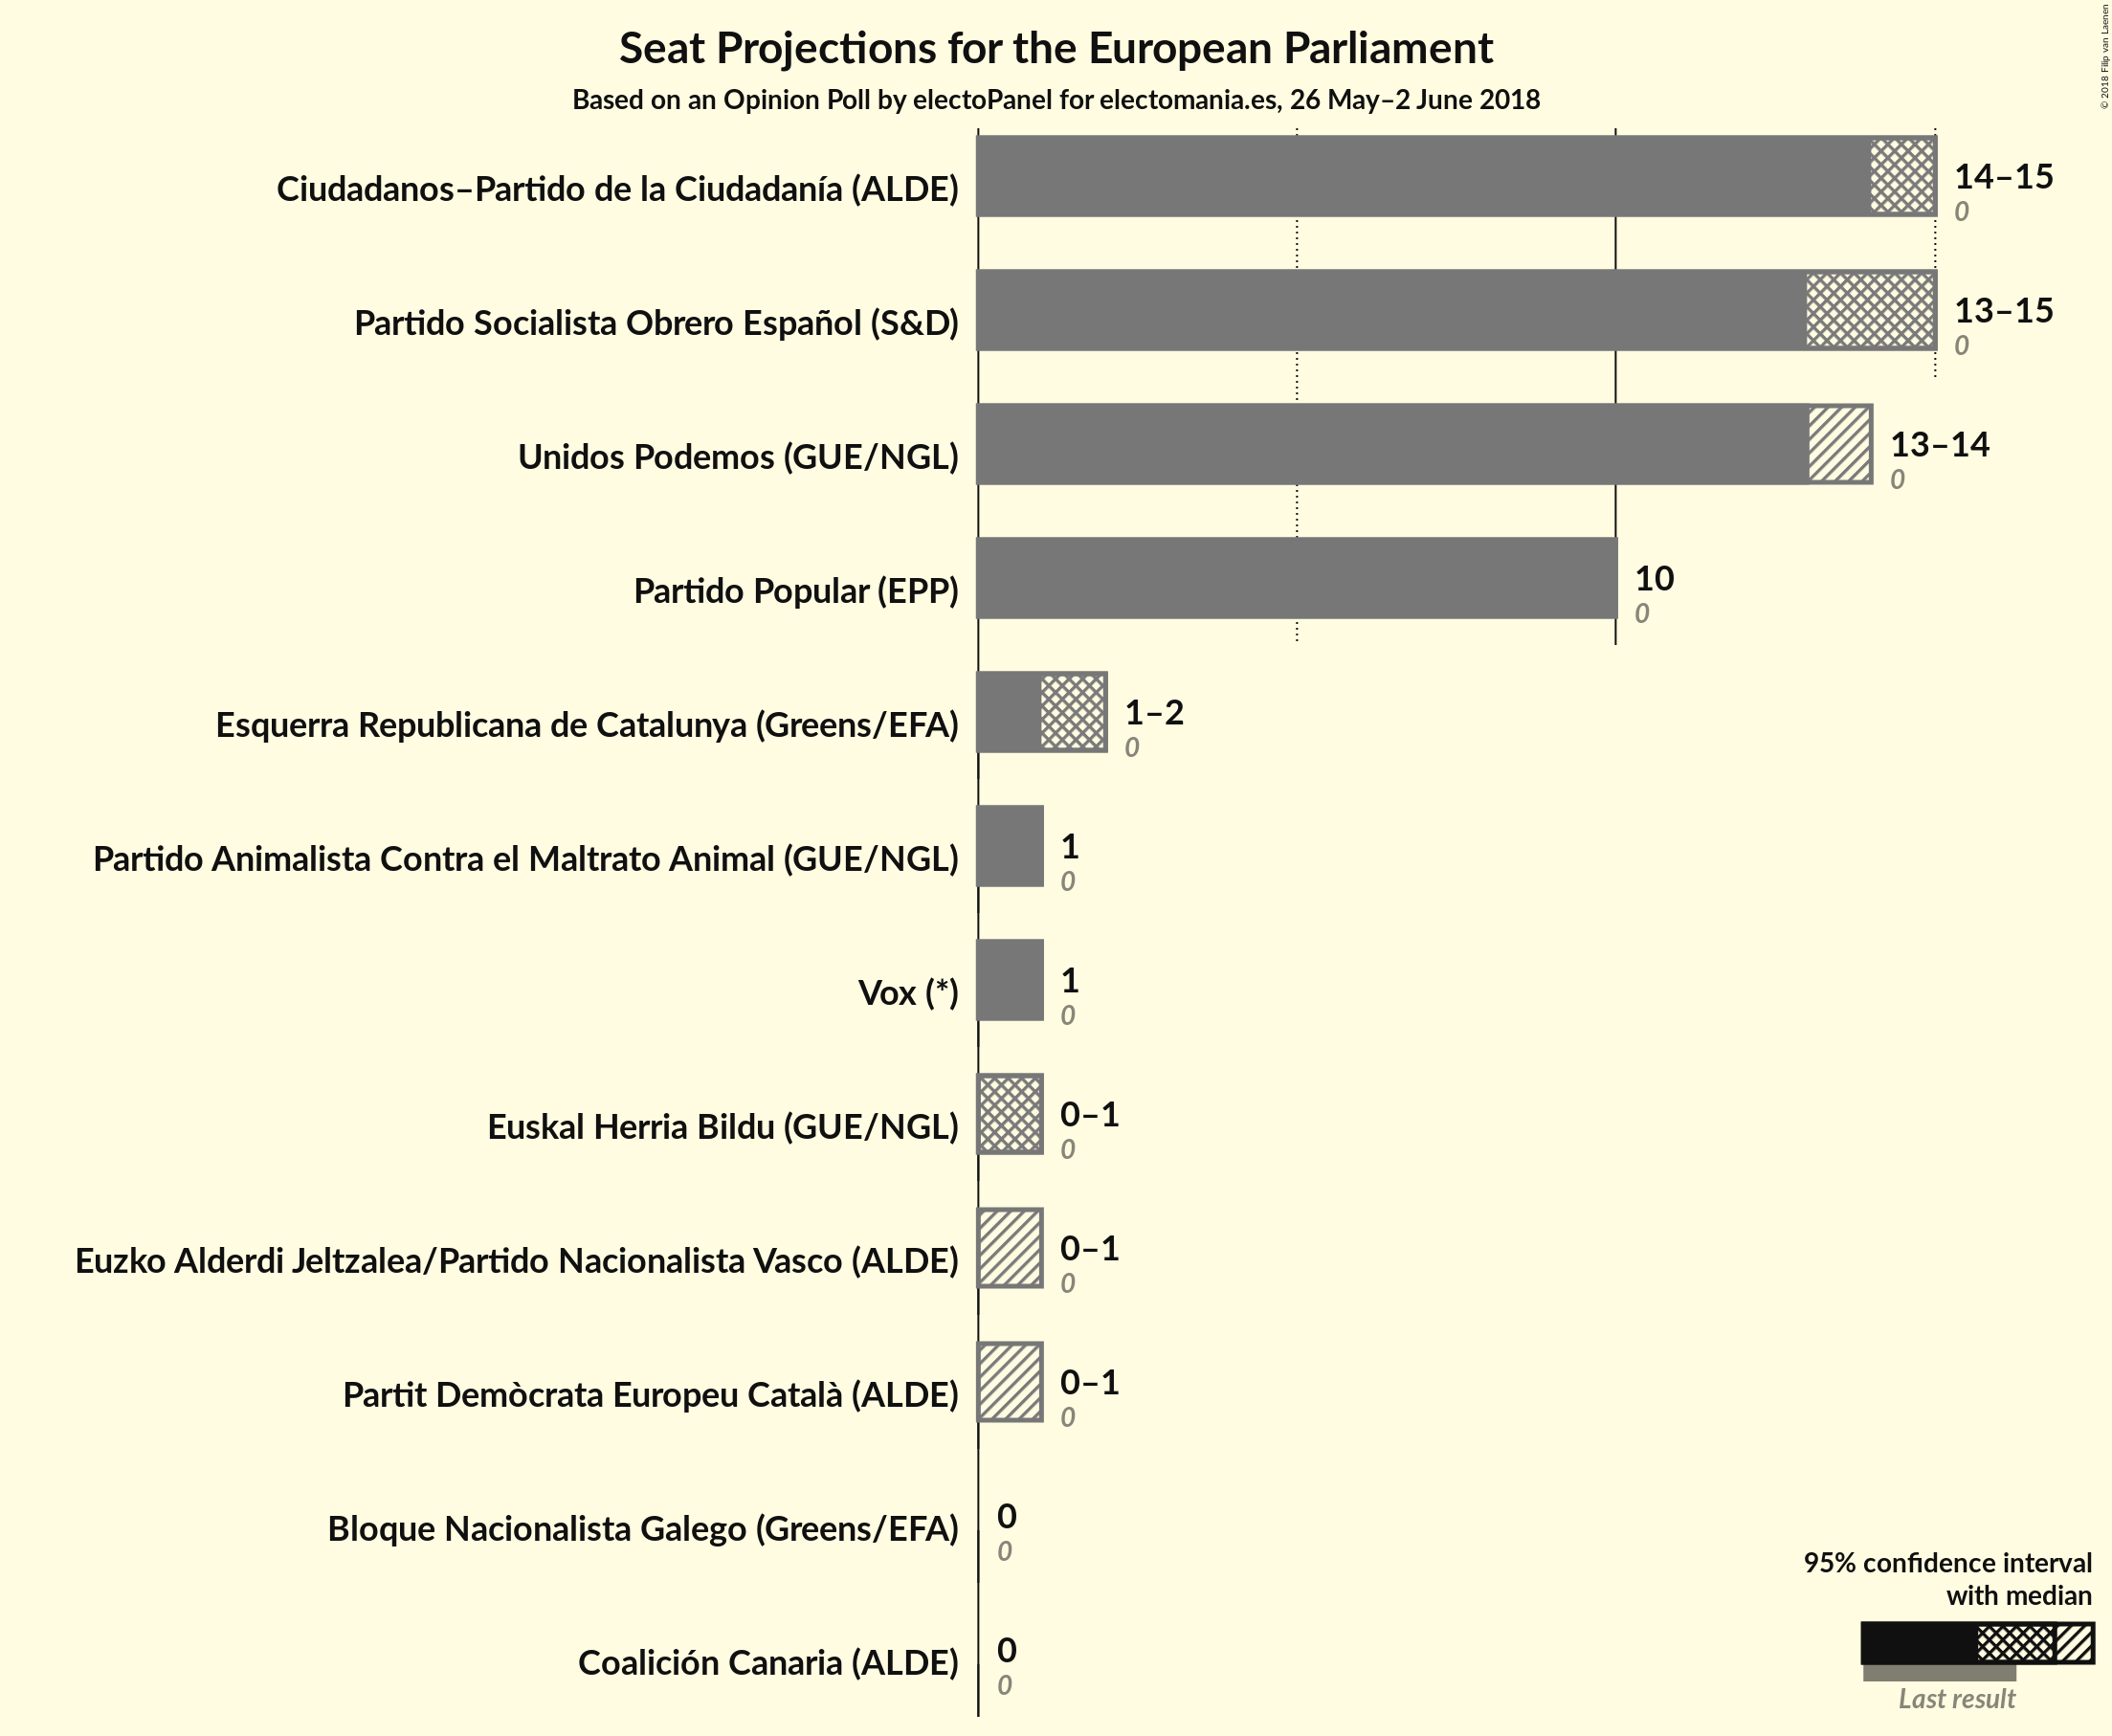 Seat Projections for the European Parliament
Based on an Opinion Poll by electoPanel for electomania.es, 26 May–2 June 2018
© 2018 Filip van Laenen
Ciudadanos–Partido de la Ciudadanía (ALDE)
14–15
0
Partido Socialista Obrero Español (S&D)
13–15
0
Unidos Podemos (GUE/NGL)
13–14
0
Partido Popular (EPP)
10
0
Esquerra Republicana de Catalunya (Greens/EFA)
1–2
0
Partido Animalista Contra el Maltrato Animal (GUE/NGL)
1
0
Vox (*)
1
0
Euskal Herria Bildu (GUE/NGL)
0–1
0
Euzko Alderdi Jeltzalea/Partido Nacionalista Vasco (ALDE)
0–1
0
Partit Demòcrata Europeu Català (ALDE)
0–1
0
Bloque Nacionalista Galego (Greens/EFA)
0
0
Coalición Canaria (ALDE)
0
0
95% confidence interval
with median
Last result